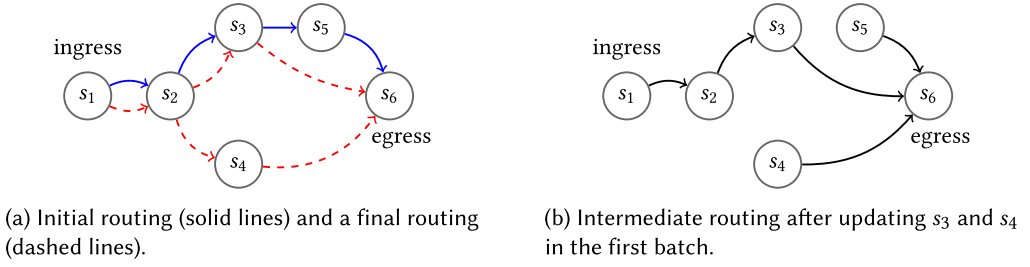 ingress
s3
s5
s1
s2
s6
egress
s4
(a) Initial routing (solid lines) and a final routing
(dashed lines).
ingress
s3
s5
s1
s2
s6
egress
s4
(b) Intermediate routing after updating s3 and s4
in the first batch.